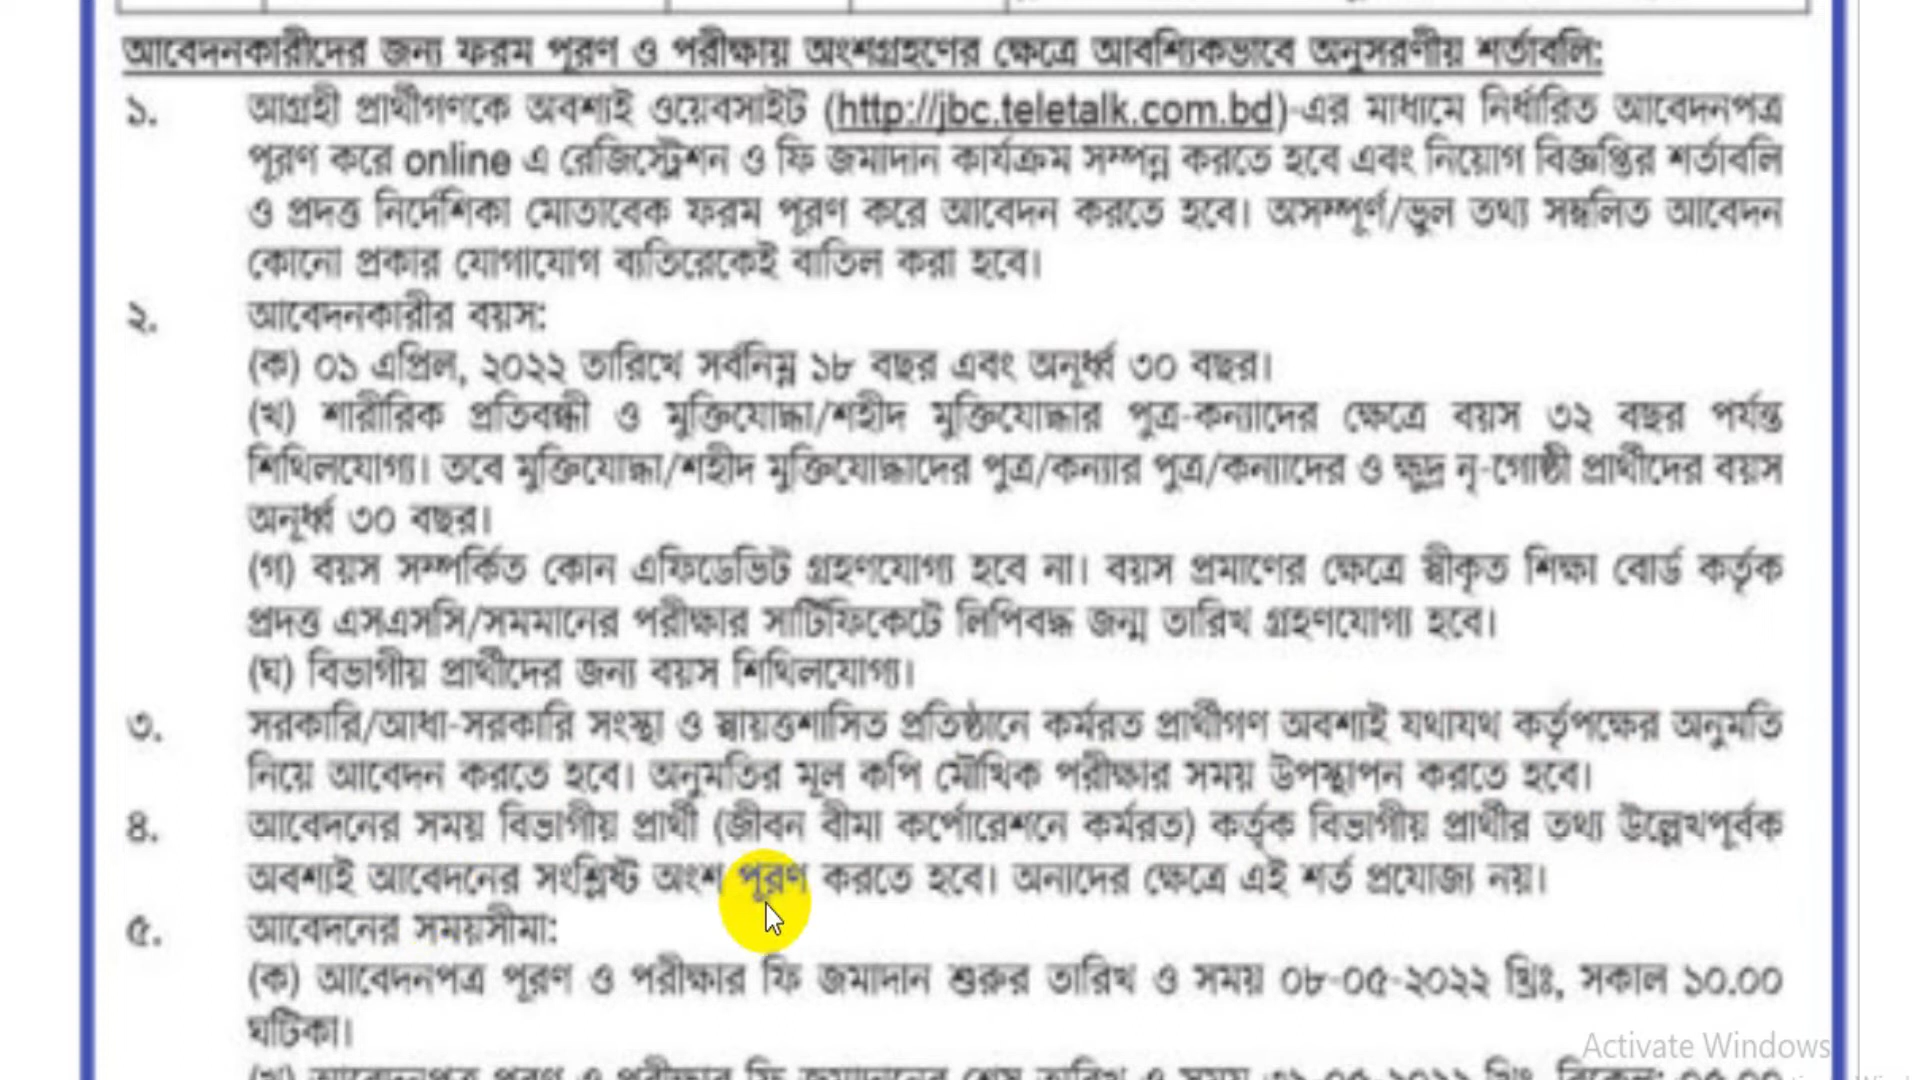 আবেদনকারীদের জন্য ফরম পূরণ ও পরীক্ষায় অংশগ্রহণের ক্ষেত্রে আবশ্যিকভাবে অনুসরণীয় শর্তাবলি:
১. আগ্রহী প্রার্থীগণকে অবশ্যই ওয়েবসাইট (http://jbc.teletalk.com.bd)-এর মাধ্যমে নির্ধারিত আবেদনপত্র
পূরণ করে online এ রেজিস্ট্রেশন ও ফি জমাদান কার্যক্রম সম্পন্ন করতে হবে এবং নিয়োগ বিজ্ঞপ্তির শর্তাবলি
ও প্রদত্ত নির্দেশিকা মোতাবেক ফরম পূরণ করে আবেদন করতে হবে। অসম্পূর্ণ/ভুল তথ্য সম্বলিত আবেদন
কোনো প্রকার যোগাযোগ ব্যতিরেকেই বাতিল করা হবে।
২. আবেদনকারীর বয়স:
(ক) ০১ এপ্রিল, ২০২২ তারিখে সর্বনিম্ন ১৮ বছর এবং অনূর্ধ্ব ৩০ বছর।
(খ) শারীরিক প্রতিবন্ধী ও মুক্তিযোদ্ধা/শহীদ মুক্তিযোদ্ধার পুত্র-কন্যাদের ক্ষেত্রে বয়স ৩২ বছর পর্যন্ত
শিথিলযোগ্য। তবে মুক্তিযোদ্ধা/শহীদ মুক্তিযোদ্ধাদের পুত্র/কন্যার পুত্র/কন্যাদের ও ক্ষুদ্র নৃ-গোষ্ঠী প্রার্থীদের বয়স
অনূর্ধ্ব ৩০ বছর।
(গ) বয়স সম্পর্কিত কোন এফিডেভিট গ্রহণযোগ্য হবে না। বয়স প্রমাণের ক্ষেত্রে স্বীকৃত শিক্ষা বোর্ড কর্তৃক
প্রদত্ত এসএসসি/সমমানের পরীক্ষার সার্টিফিকেটে লিপিবদ্ধ জন্ম তারিখ গ্রহণযোগ্য হবে।
(ঘ) বিভাগীয় প্রার্থীদের জন্য বয়স শিথিলযোগ্য।
৩. সরকারি/আধা-সরকারি সংস্থা ও স্বায়ত্তশাসিত প্রতিষ্ঠানে কর্মরত প্রার্থীগণ অবশ্যই যথাযথ কর্তৃপক্ষের অনুমতি
নিয়ে আবেদন করতে হবে। অনুমতির মূল কপি মৌখিক পরীক্ষার সময় উপস্থাপন করতে হবে।
৪. আবেদনের সময় বিভাগীয় প্রার্থী (জীবন বীমা কর্পোরেশনে কর্মরত) কর্তৃক বিভাগীয় প্রার্থীর তথ্য উল্লেখপূর্বক
অবশ্যই আবেদনের সংশ্লিষ্ট অংশ পূরণ করতে হবে। অন্যদের ক্ষেত্রে এই শর্ত প্রযোজ্য নয়।
৫. আবেদনের সময়সীমা:
(ক) আবেদনপত্র পূরণ ও পরীক্ষার ফি জমাদান শুরুর তারিখ ও সময় ০৮-০৫-২০২২ খ্রিঃ, সকাল ১০.০০
ঘটিকা।
Activate Windows